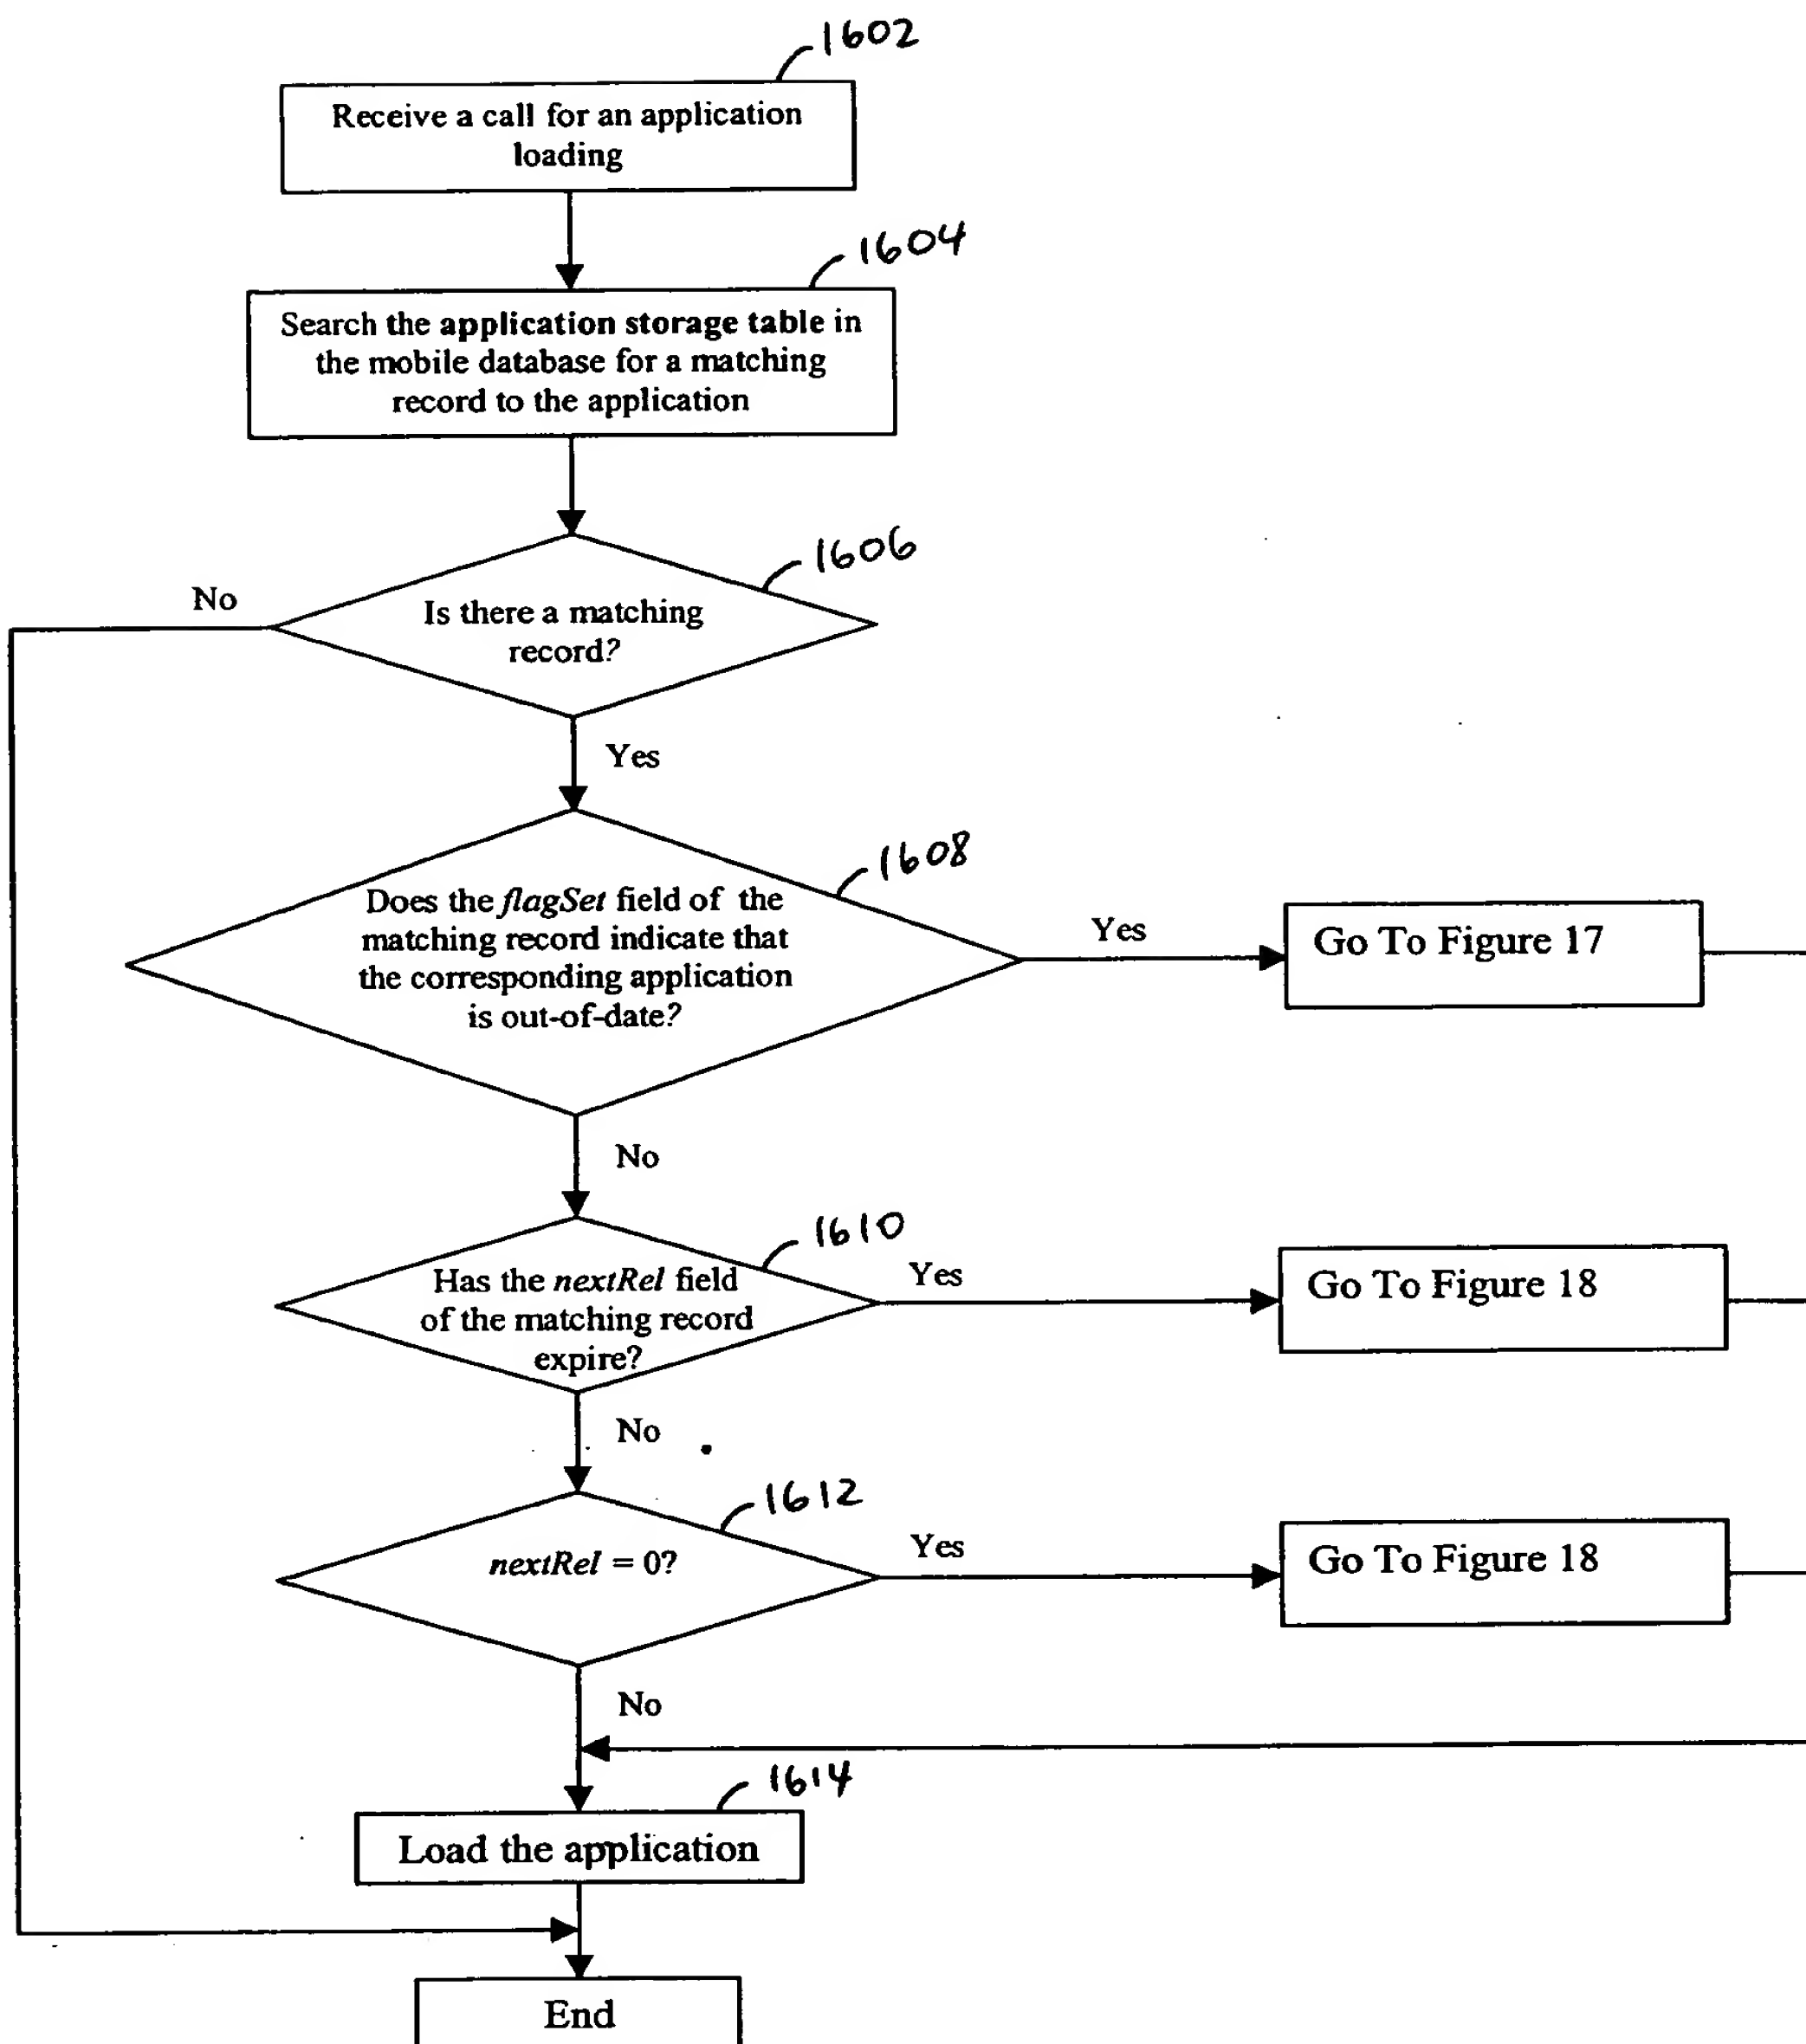 1602
Receive a call for an application
loading
1604
Search the application storage table in
the mobile database for a matching
record to the application
1606
No
Is there a matching
record?
Yes
1608
Does the flagSet field of the
matching record indicate that
the corresponding application
is out-of-date?
Yes
Go To Figure 17
No
1610
Has the nextRel field
of the matching record
expire?
Yes
Go To Figure 18
No
1612
nextRel = 0?
Yes
Go To Figure 18
No
1614
Load the application
End